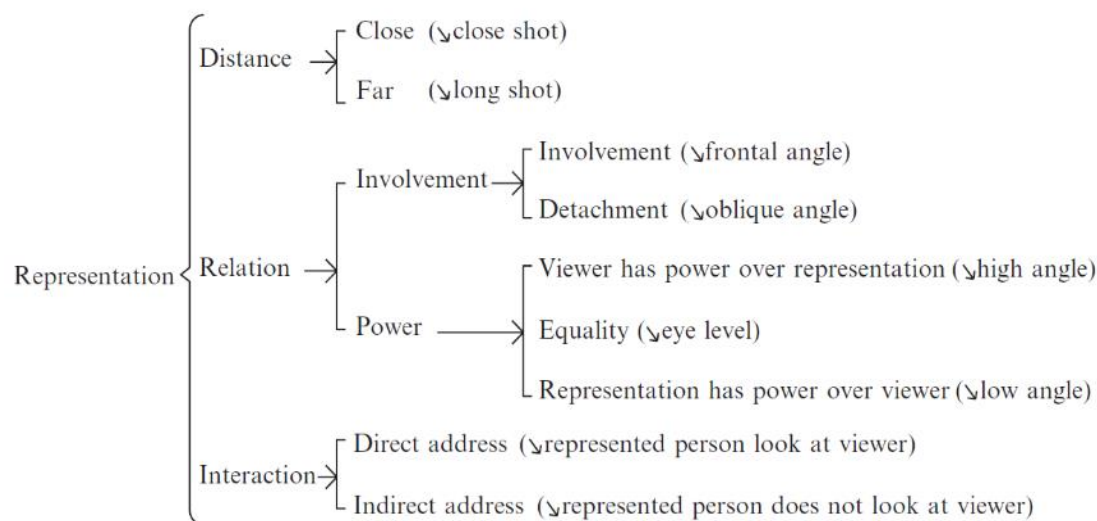 Close (↘close shot)
Distance
Far (↘long shot)
Involvement (↘frontal angle)
Involvement
Detachment (↘oblique angle)
Representation
Relation
Viewer has power over representation (↘high angle)
Power
Equality (↘eye level)
Representation has power over viewer (↘low angle)
Direct address (↘represented person look at viewer)
Interaction
Indirect address (↘represented person does not look at viewer)